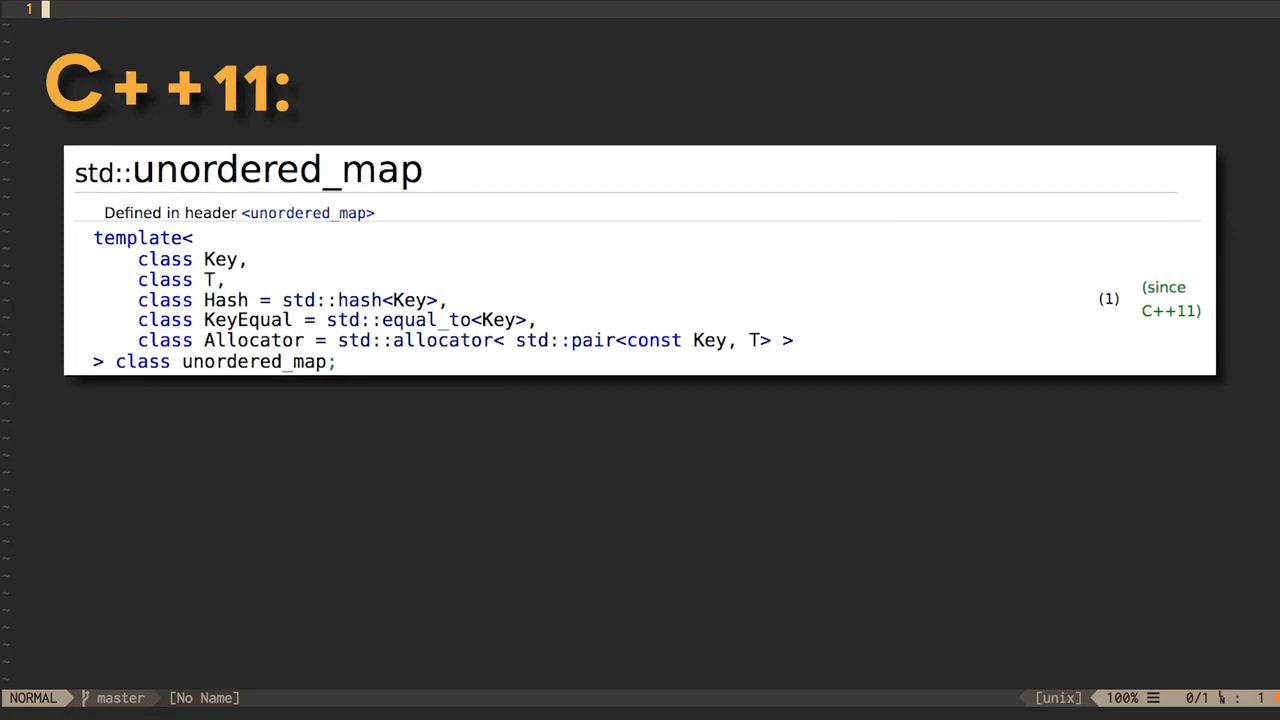 1
C++11:
std::unordered_map
Defined in header <unordered_map>
template<
class Key,
class T,
class Hash = std::hash<Key>,
class KeyEqual = std::equal_to<Key>,
class Allocator = std::allocator< std::pair<const Key, T> >
> class unordered_map;
(1)
(since
C++11)
NORMAL master [No Name] [unix] 100% ☰ 0/1 ㏑ : 1